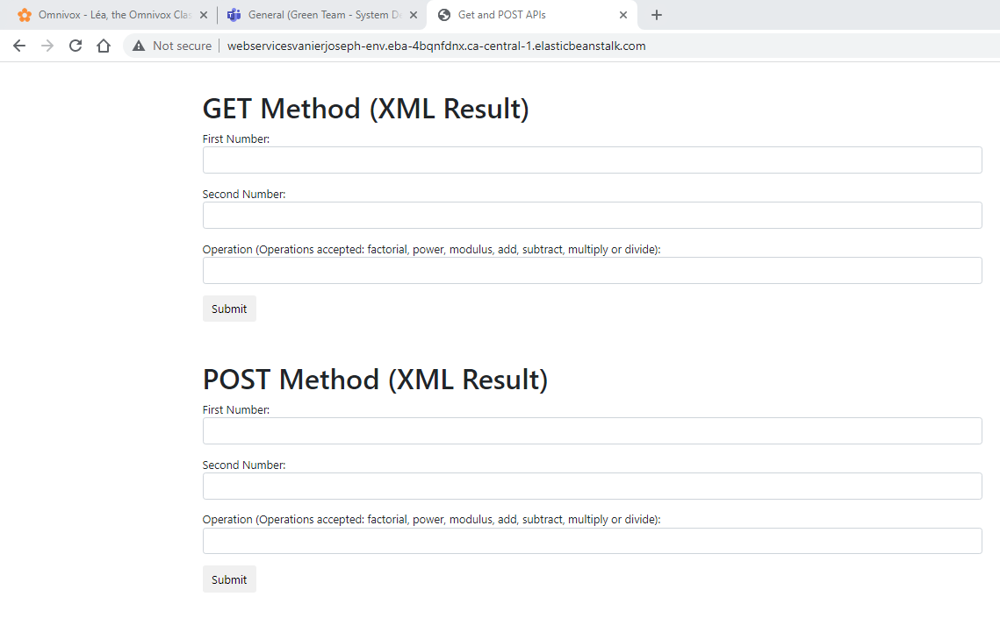 Omnivox - Léa, the Omnivox Clas
General (Green Team - System De
Get and POST APIs
Not secure
webservicesvanierjoseph-env.eba-4bqnfdnx.ca-central-1.elasticbeanstalk.com
GET Method (XML Result)
First Number:
Second Number:
Operation (Operations accepted: factorial, power, modulus, add, subtract, multiply or divide):
Submit
POST Method (XML Result)
First Number:
Second Number:
Operation (Operations accepted: factorial, power, modulus, add, subtract, multiply or divide):
Submit